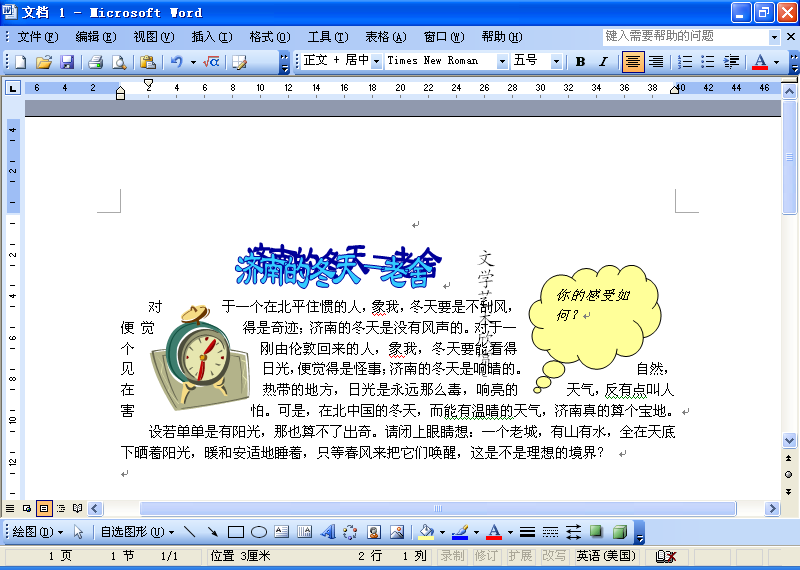 文档 1 - Microsoft Word
文件(F) 编辑(E) 视图(V) 插入(I) 格式(O) 工具(T) 表格(A) 窗口(W) 帮助(H) 键入需要帮助的问题
正文 + 居中 Times New Roman 五号 B I A
6 4 2 2 4 6 8 10 12 14 16 18 20 22 24 26 28 30 32 34 36 38 40 42 44 46
济南的冬天—老舍
文学艺术欣赏
你的感受如
何?
对于一个在北平住惯的人,象我,冬天要是不刮风,
便觉得是奇迹;济南的冬天是没有风声的。对于一
个刚由伦敦回来的人,象我,冬天要能看得
见日光,便觉得是怪事;济南的冬天是响晴的。自然,
在热带的地方,日光是永远那么毒,响亮的天气,反有点叫人
害怕。可是,在北中国的冬天,而能有温晴的天气,济南真的算个宝地。
设若单单是有阳光,那也算不了出奇。请闭上眼睛想:一个老城,有山有水,全在天底
下晒着阳光,暖和安适地睡着,只等春风来把它们唤醒,这是不是理想的境界?
4 2 2 4 6 8 10 12
绘图(D) 自选图形(U) A
1 页 1 节 1/1 位置 3厘米 2 行 1 列 录制 修订 扩展 改写 英语(美国)